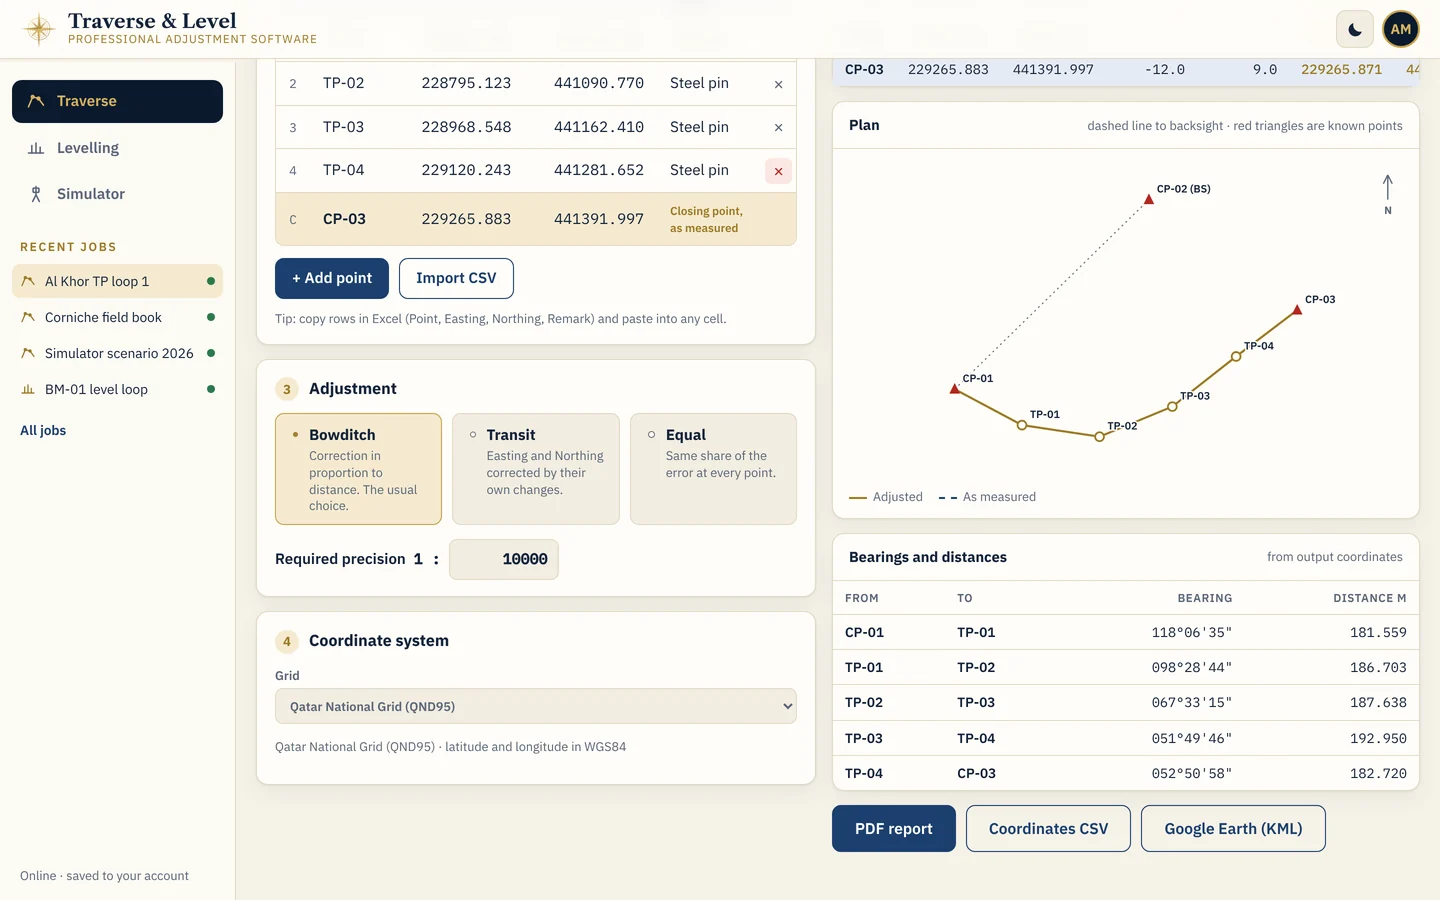 Traverse & Level
PROFESSIONAL ADJUSTMENT SOFTWARE
AM
Traverse
Levelling
Simulator
RECENT JOBS
Al Khor TP loop 1
Corniche field book
Simulator scenario 2026
BM-01 level loop
All jobs
Online · saved to your account
2 TP-02 228795.123 441090.770 Steel pin ×
3 TP-03 228968.548 441162.410 Steel pin ×
4 TP-04 229120.243 441281.652 Steel pin ×
C CP-03 229265.883 441391.997 Closing point,
as measured
+ Add point Import CSV
Tip: copy rows in Excel (Point, Easting, Northing, Remark) and paste into any cell.
3 Adjustment
Bowditch
Correction in
proportion to
distance. The usual
choice.
Transit
Easting and Northing
corrected by their
own changes.
Equal
Same share of the
error at every point.
Required precision 1 : 10000
4 Coordinate system
Grid
Qatar National Grid (QND95)
Qatar National Grid (QND95) · latitude and longitude in WGS84
CP-03 229265.883 441391.997 -12.0 9.0 229265.871 44
Plan dashed line to backsight · red triangles are known points
CP-02 (BS)
N
CP-03
TP-04
CP-01
TP-03
TP-01
TP-02
Adjusted As measured
Bearings and distances from output coordinates
FROM TO BEARING DISTANCE M
CP-01 TP-01 118°06'35" 181.559
TP-01 TP-02 098°28'44" 186.703
TP-02 TP-03 067°33'15" 187.638
TP-03 TP-04 051°49'46" 192.950
TP-04 CP-03 052°50'58" 182.720
PDF report Coordinates CSV Google Earth (KML)